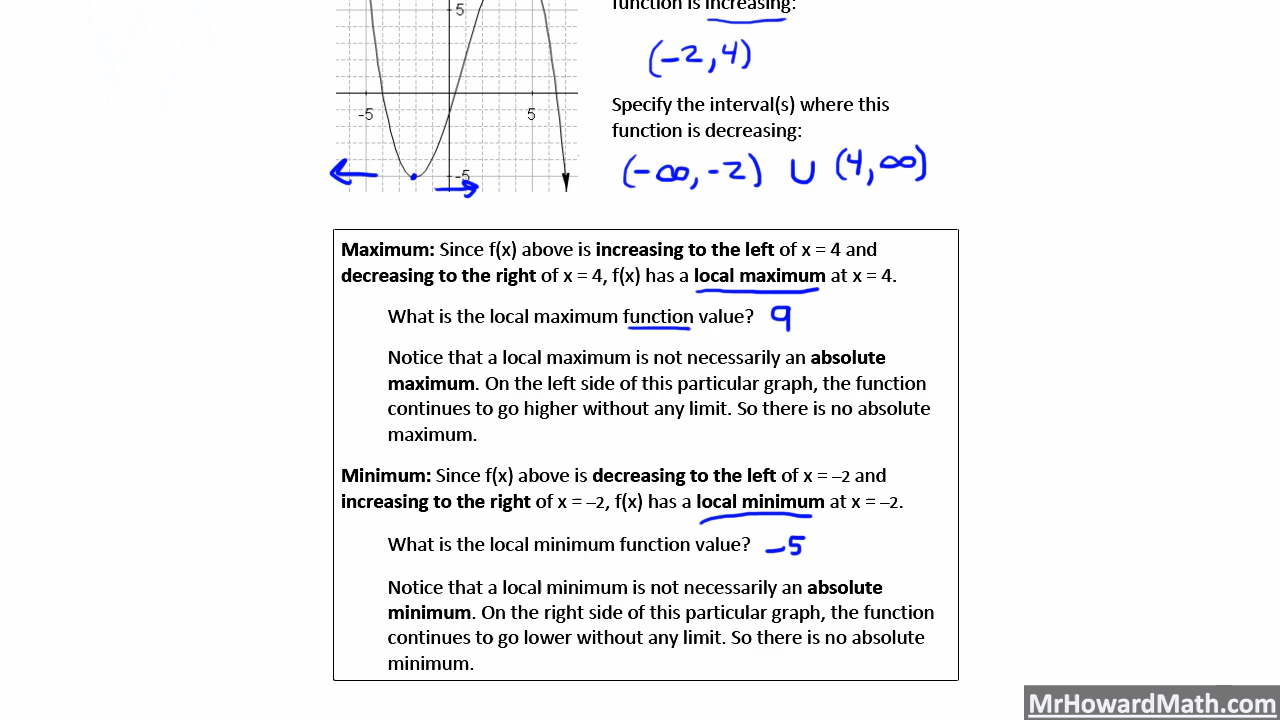 function is increasing:
5
(-2,4)
Specify the interval(s) where this
-5
5
function is decreasing:
(-∞,-2) ∪ (4,∞)
-5
Maximum: Since f(x) above is increasing to the left of x = 4 and
decreasing to the right of x = 4, f(x) has a local maximum at x = 4.
What is the local maximum function value? 9
Notice that a local maximum is not necessarily an absolute
maximum. On the left side of this particular graph, the function
continues to go higher without any limit. So there is no absolute
maximum.
Minimum: Since f(x) above is decreasing to the left of x = –2 and
increasing to the right of x = –2, f(x) has a local minimum at x = –2.
What is the local minimum function value? -5
Notice that a local minimum is not necessarily an absolute
minimum. On the right side of this particular graph, the function
continues to go lower without any limit. So there is no absolute
minimum.
MrHowardMath.com